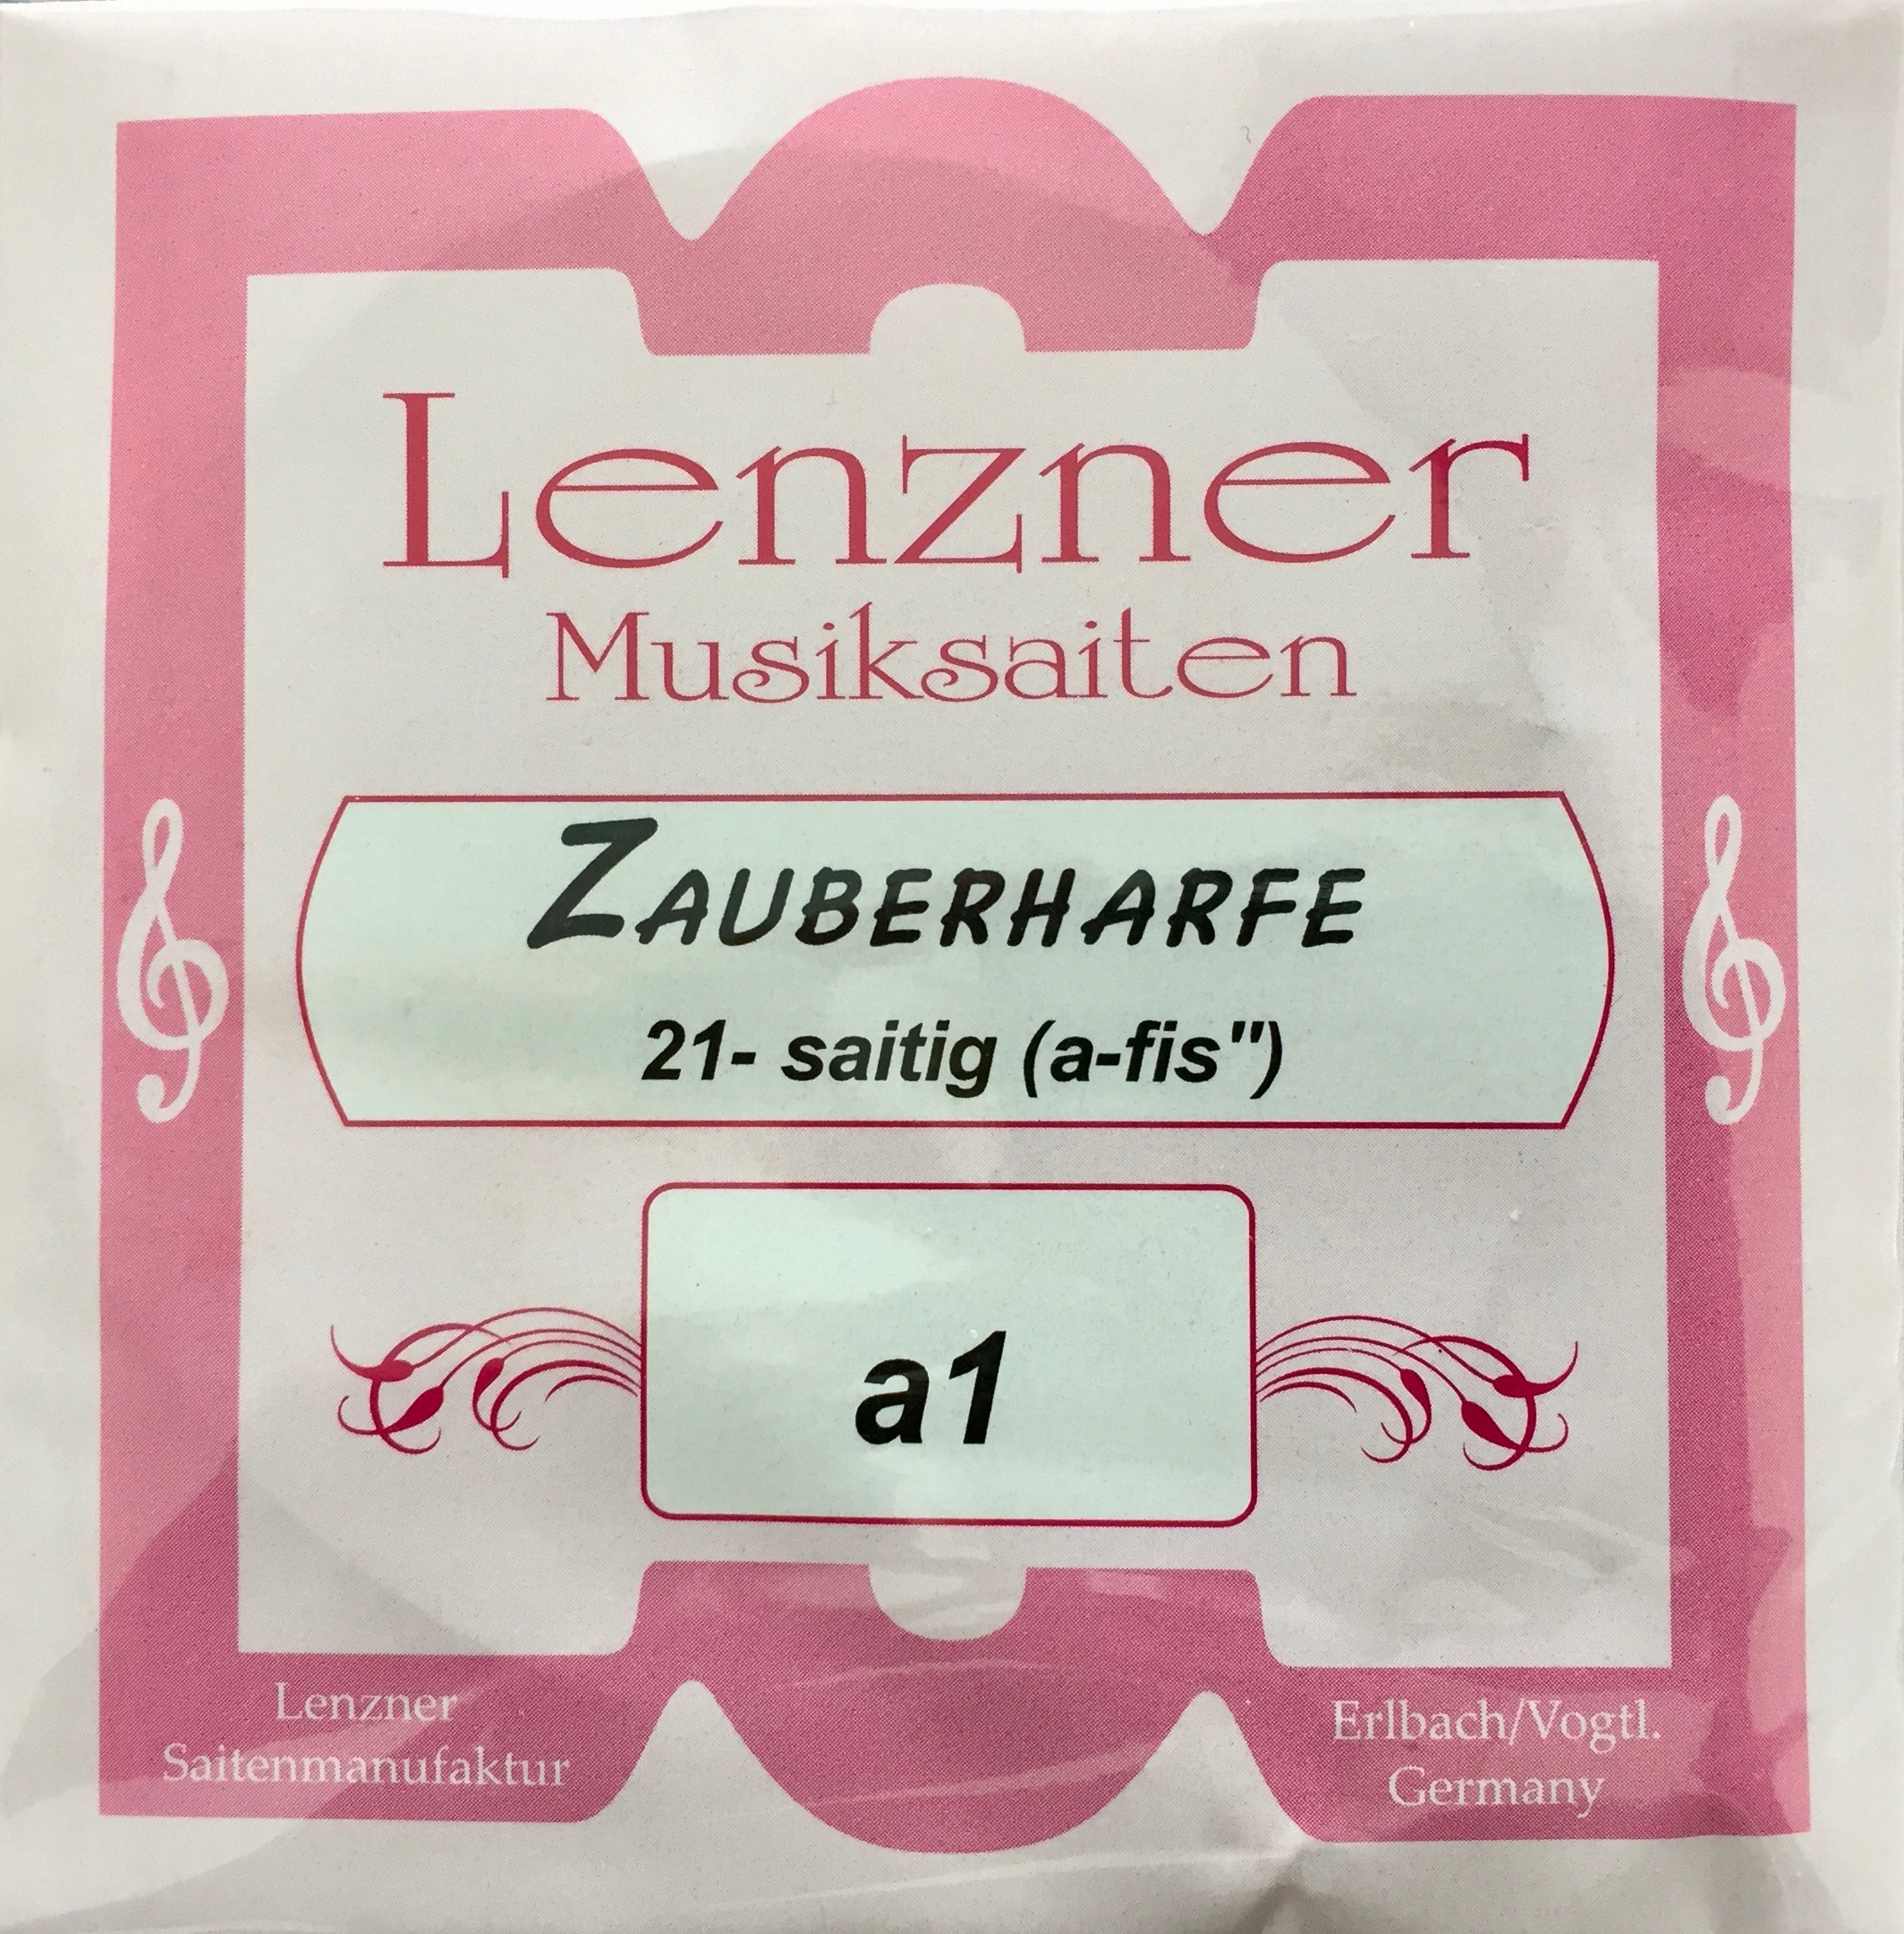 Lenzner
Musiksaiten
ZAUBERHARFE
21- saitig (a-fis")
a1
Lenzner
Saitenmanufaktur
Erlbach/Vogtl.
Germany